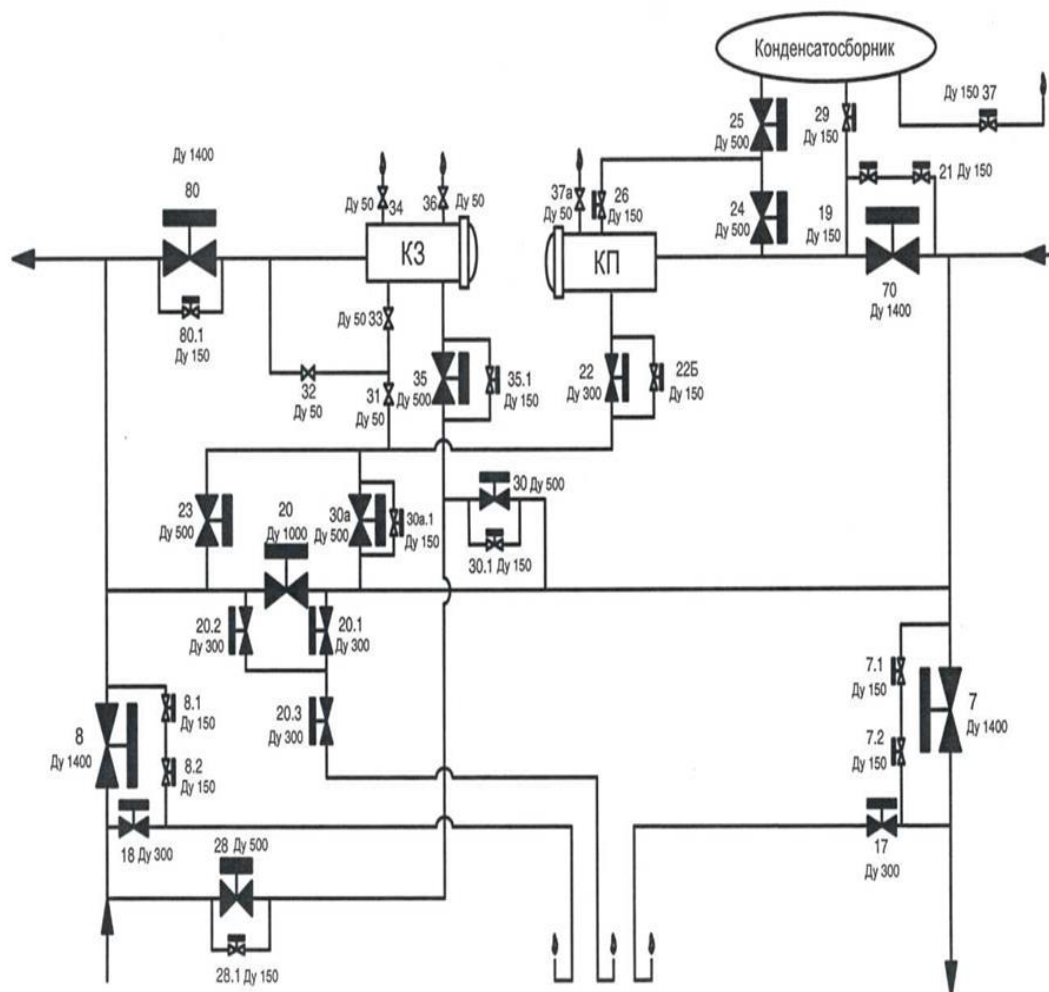 Конденсатосборник
Ду 150 37
25
Ду 500
29
Ду 150
21 Ду 150
Ду 1400
80
Ду 50
34
36
Ду 50
37а
Ду 50
26
Ду 150
24
Ду 500
19
Ду 150
КЗ
КП
70
Ду 1400
80.1
Ду 150
Ду 50 33
32
Ду 50
31
Ду 50
35
Ду 500
35.1
Ду 150
22
Ду 300
22Б
Ду 150
23
Ду 500
20
Ду 1000
30а
Ду 500
30а.1
Ду 150
30 Ду 500
30.1 Ду 150
20.2
Ду 300
20.1
Ду 300
20.3
Ду 300
8.1
Ду 150
8
Ду 1400
8.2
Ду 150
7.1
Ду 150
7
Ду 1400
7.2
Ду 150
18 Ду 300
28 Ду 500
17
Ду 300
28.1 Ду 150